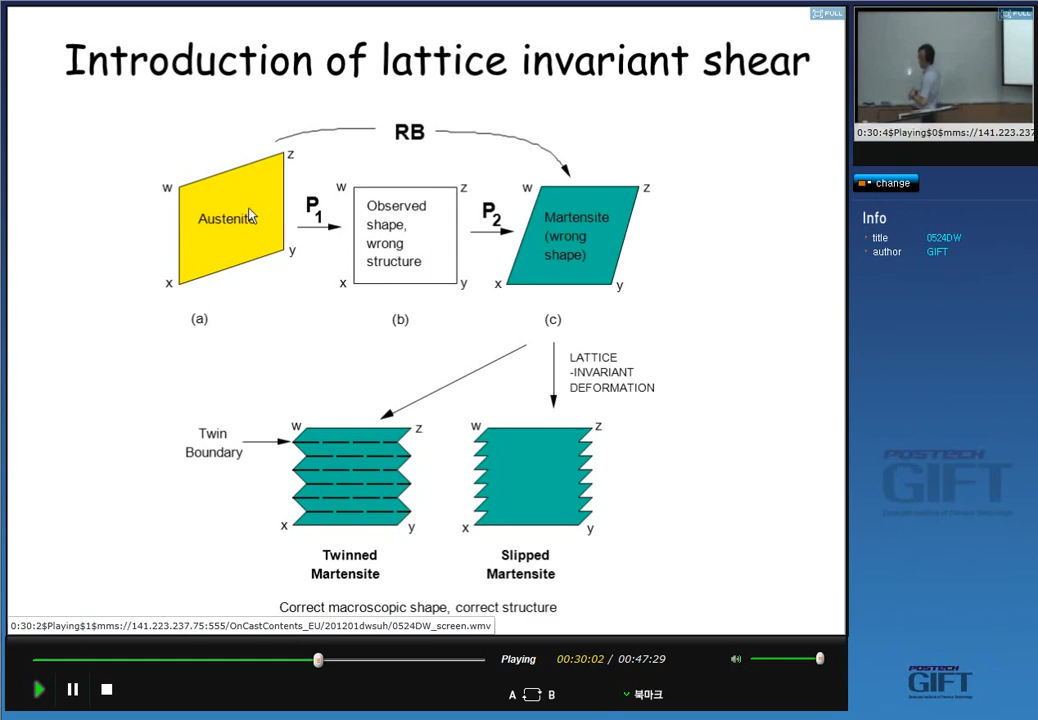 FULL
FULL
Introduction of lattice invariant shear
RB
w
z
w
z
w
z
P1
P2
Austenite
Observed
shape,
wrong
structure
Martensite
(wrong
shape)
x
y
x
y
x
y
(a)
(b)
(c)
LATTICE
-INVARIANT
DEFORMATION
Twin
Boundary
w
z
w
z
x
y
x
y
Twinned
Martensite
Slipped
Martensite
Correct macroscopic shape, correct structure
0:30:2$Playing$1$mms://141.223.237.75:555/OnCastContents_EU/201201dwsuh/0524DW_screen.wmv
0:30:4$Playing$0$mms://141.223.237
change
Info
title 0524DW
author GIFT
POSTECH
GIFT
Playing 00:30:02 / 00:47:29
A B 북마크
POSTECH
GIFT